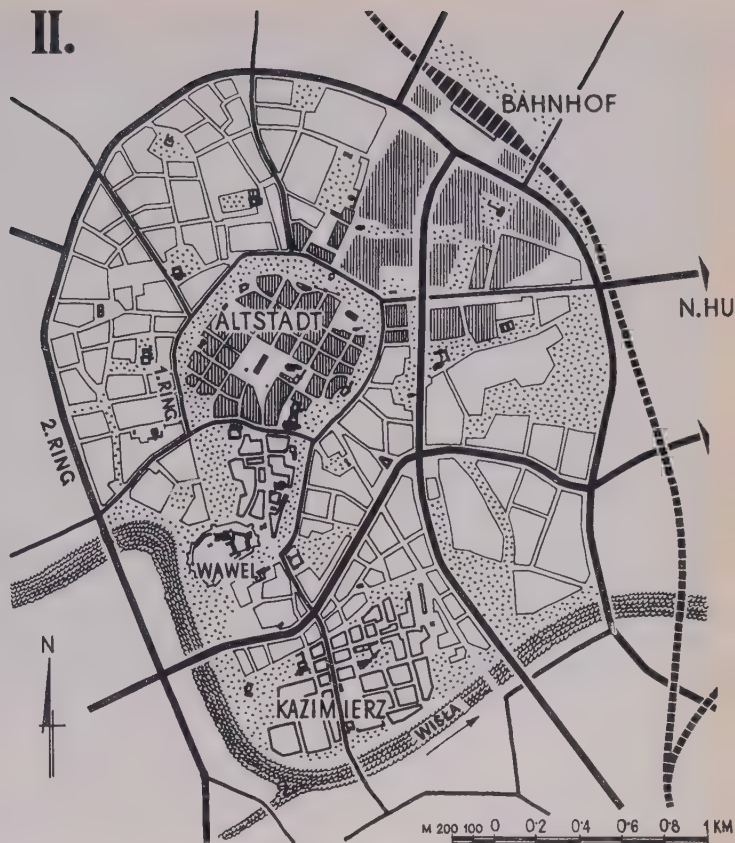 II.
BAHNHOF
N.HU
ALTSTADT
1. RING
2. RING
WAWEL
N
KAZIMIERZ
WISŁA
M 200 100 0 0·2 0·4 0·6 0·8 1 KM